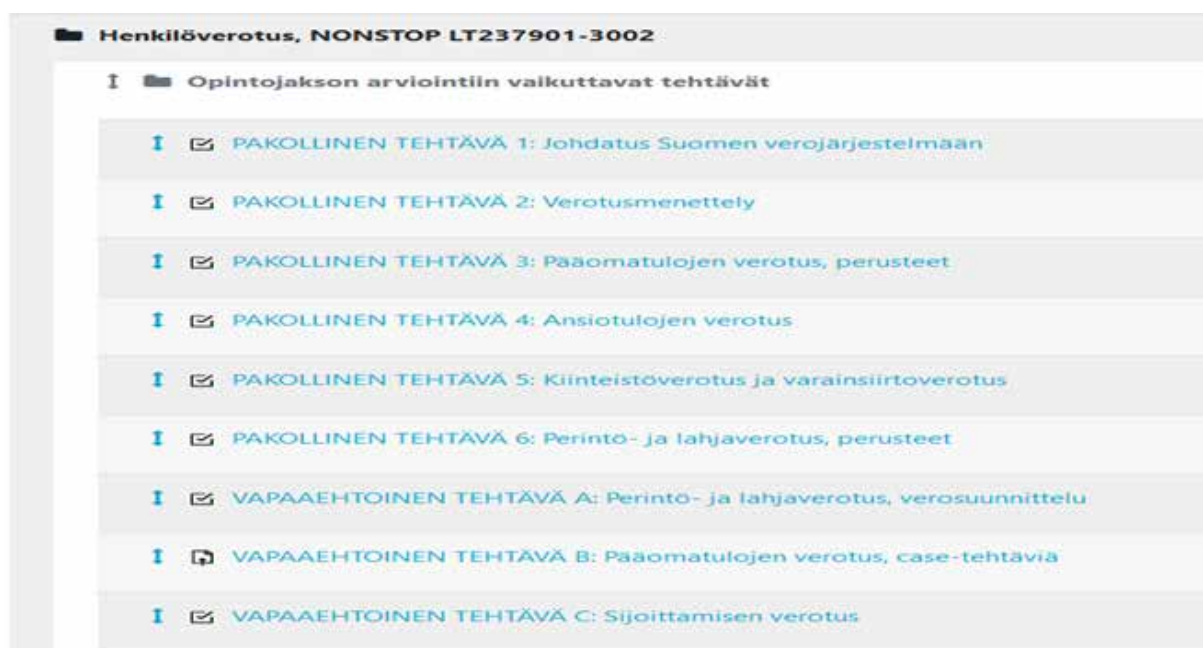 Henkilöverotus, NONSTOP LT237901-3002
Opintojakson arviointiin vaikuttavat tehtävät
PAKOLLINEN TEHTÄVÄ 1: Johdatus Suomen verojärjestelmään
PAKOLLINEN TEHTÄVÄ 2: Verotusmenettely
PAKOLLINEN TEHTÄVÄ 3: Pääomatulojen verotus, perusteet
PAKOLLINEN TEHTÄVÄ 4: Ansiotulojen verotus
PAKOLLINEN TEHTÄVÄ 5: Kiinteistöverotus ja varainsiirtoverotus
PAKOLLINEN TEHTÄVÄ 6: Perintö- ja lahjaverotus, perusteet
VAPAAEHTOINEN TEHTÄVÄ A: Perintö- ja lahjaverotus, verosuunnittelu
VAPAAEHTOINEN TEHTÄVÄ B: Pääomatulojen verotus, case-tehtäviä
VAPAAEHTOINEN TEHTÄVÄ C: Sijoittamisen verotus